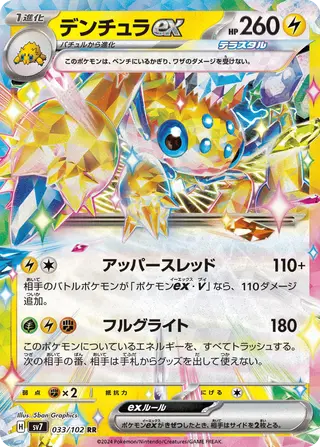 1進化
デンチュラex
HP 260
バチュルから進化
テラスタル
このポケモンは、ベンチにいるかぎり、ワザのダメージを受けない。
アッパースレッド 110+
相手のバトルポケモンが「ポケモンex・V」なら、110ダメージ
追加。
フルグライト 180
このポケモンについているエネルギーを、すべてトラッシュする。
次の相手の番、相手は手札からグッズを出して使えない。
弱点 ×2 抵抗力 にげる
Illus. 5ban Graphics
H sv7 033/102 RR
exルール
ポケモンexがきぜつしたとき、相手はサイドを2枚とる。
©2024 Pokémon/Nintendo/Creatures/GAME FREAK.